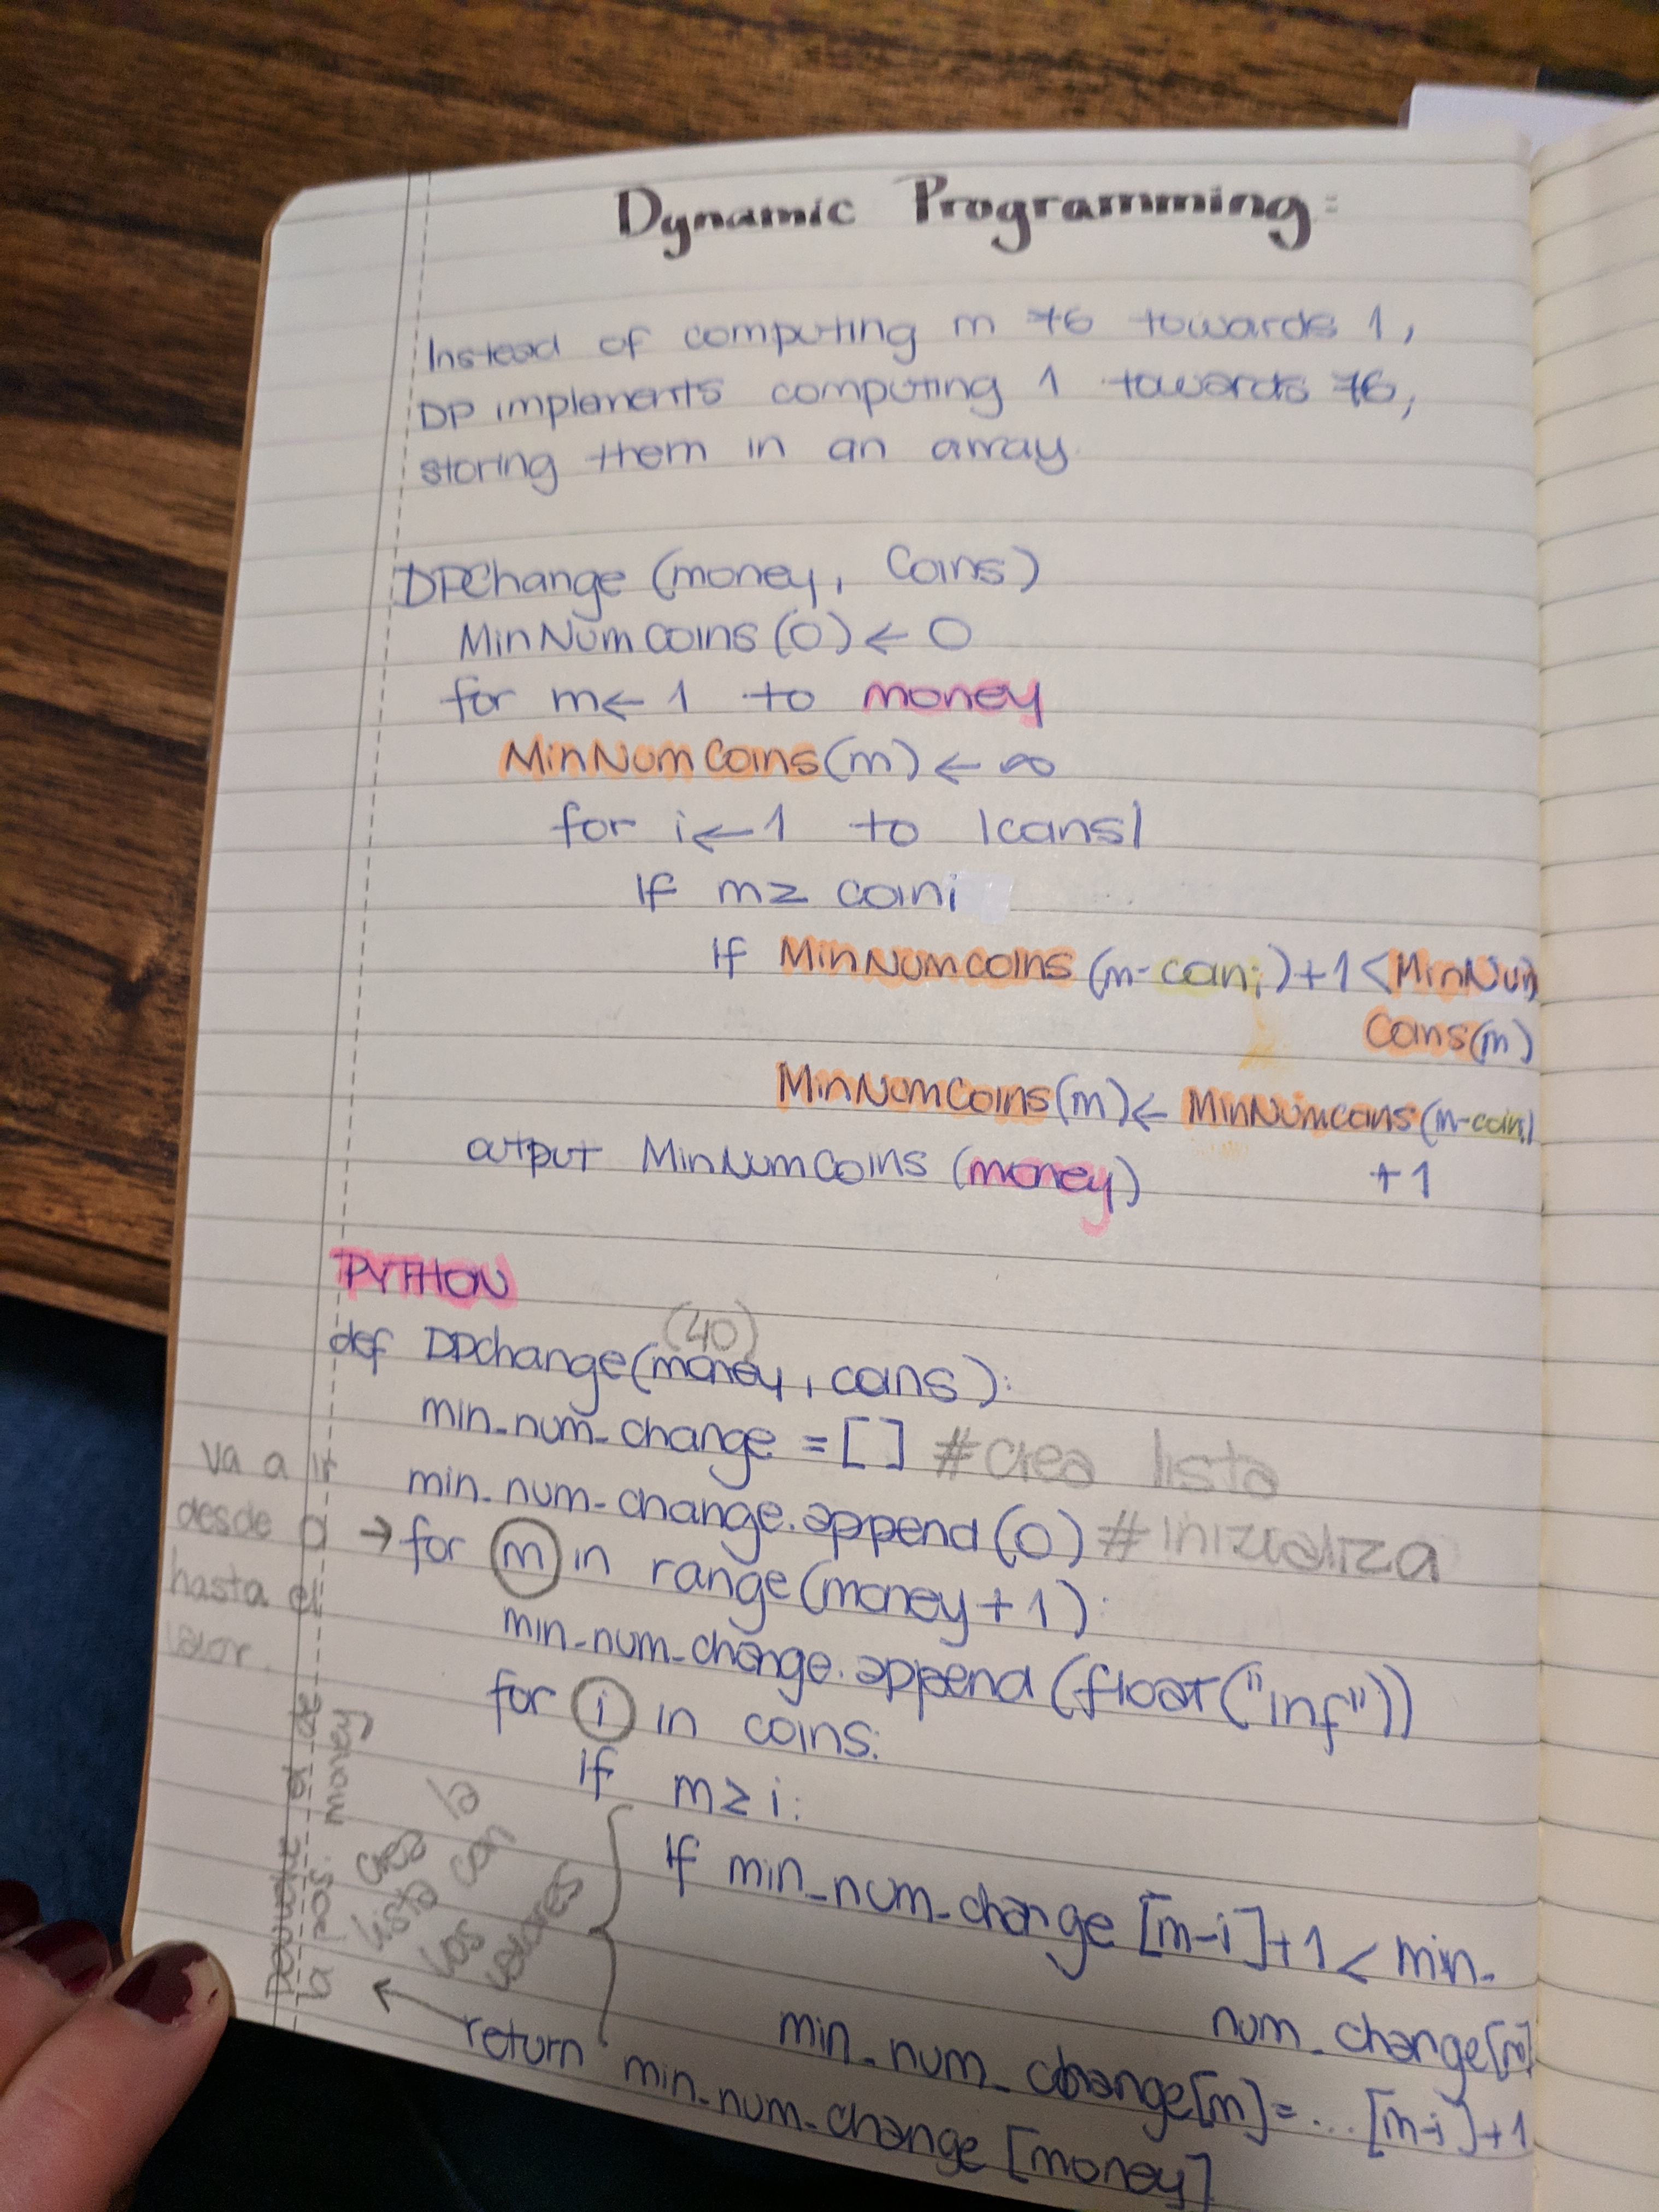 Dynamic Programming:
Instead of computing m 76 towards 1,
DP implements computing 1 towards 76,
storing them in an array.
DPChange (money, Coins)
MinNumCoins(0) ← 0
for m ← 1 to money
MinNumCoins(m) ← ∞
for i ← 1 to |coins|
If m ≥ coini
If MinNumCoins (m-coini)+1 < MinNum
Coins(m)
MinNumCoins(m) ← MinNumCoins(m-coini)
+1
output MinNumCoins (money)
PYTHON
(40)
def DPchange(money, coins):
min_num_change = [] #crea lista
min_num_change.append(0) #inizializa
va a ir
desde 0
hasta el
valor.
→ for m in range(money+1):
min_num_change.append(float("inf"))
for i in coins:
if m ≥ i:
If min_num_change [m-i]+1 < min_
num_change[m]
min_num_change[m]=... [m-i]+1
crea la
lista con
los
valores
return min_num_change [money]
Devuelve el de
la pos. money